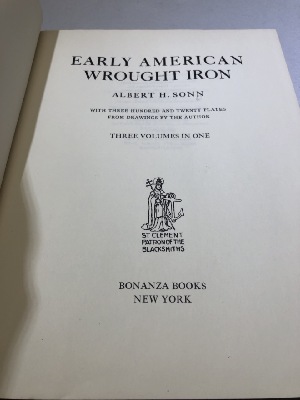 EARLY AMERICAN
WROUGHT IRON
ALBERT H. SONN
WITH THREE HUNDRED AND TWENTY PLATES
FROM DRAWINGS BY THE AUTHOR
THREE VOLUMES IN ONE
ST CLEMENT
PATRON OF THE
BLACKSMITHS
BONANZA BOOKS
NEW YORK